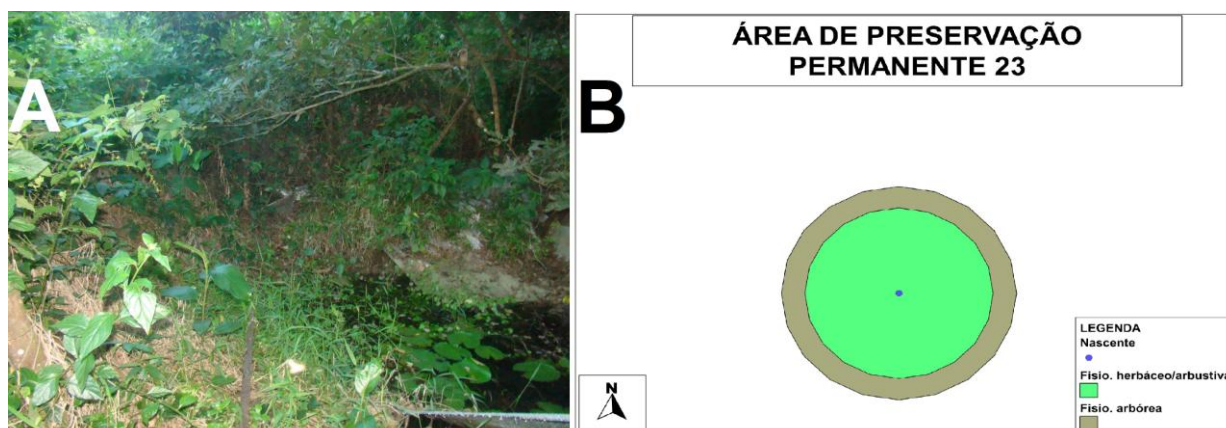 A
B
ÁREA DE PRESERVAÇÃO
PERMANENTE 23
N
LEGENDA
Nascente
Fisio. herbáceo/arbustiva
Fisio. arbórea